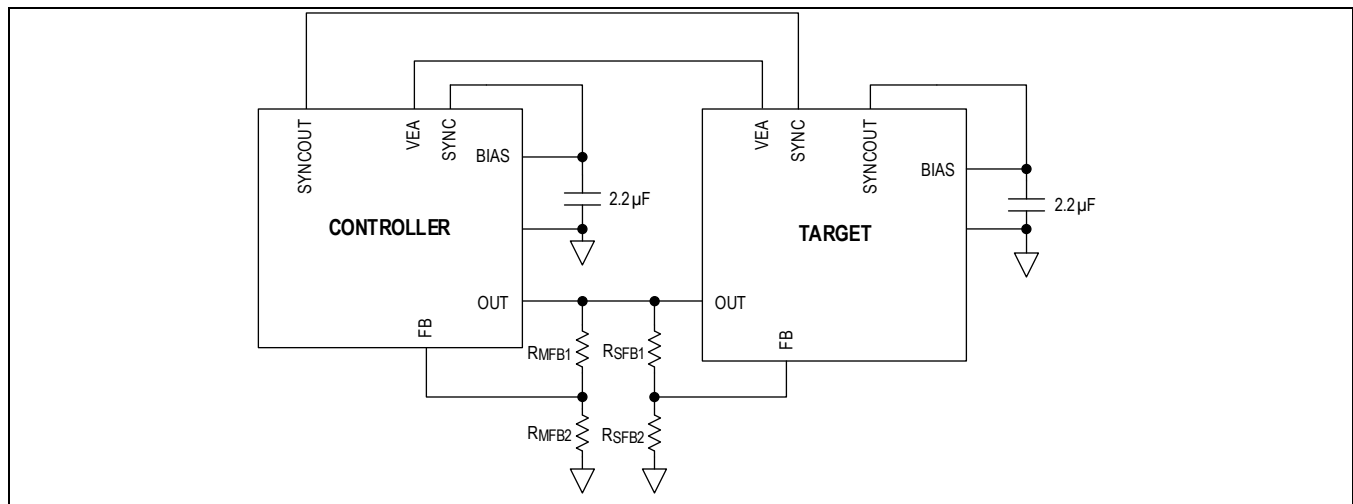 SYNCOUT
VEA
SYNC
BIAS
2.2µF
CONTROLLER
OUT
FB
VEA
SYNC
SYNCOUT
BIAS
2.2µF
TARGET
OUT
FB
RMFB1
RSFB1
RMFB2
RSFB2